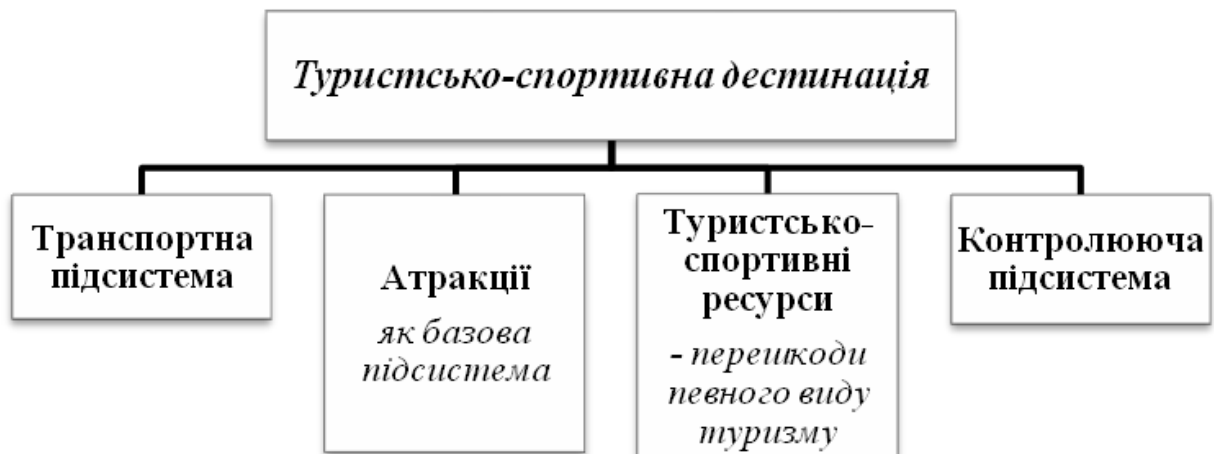 Туристсько-спортивна дестинація
Транспортна
підсистема
Атракції
як базова
підсистема
Туристсько-
спортивні
ресурси
- перешкоди
певного виду
туризму
Контролююча
підсистема